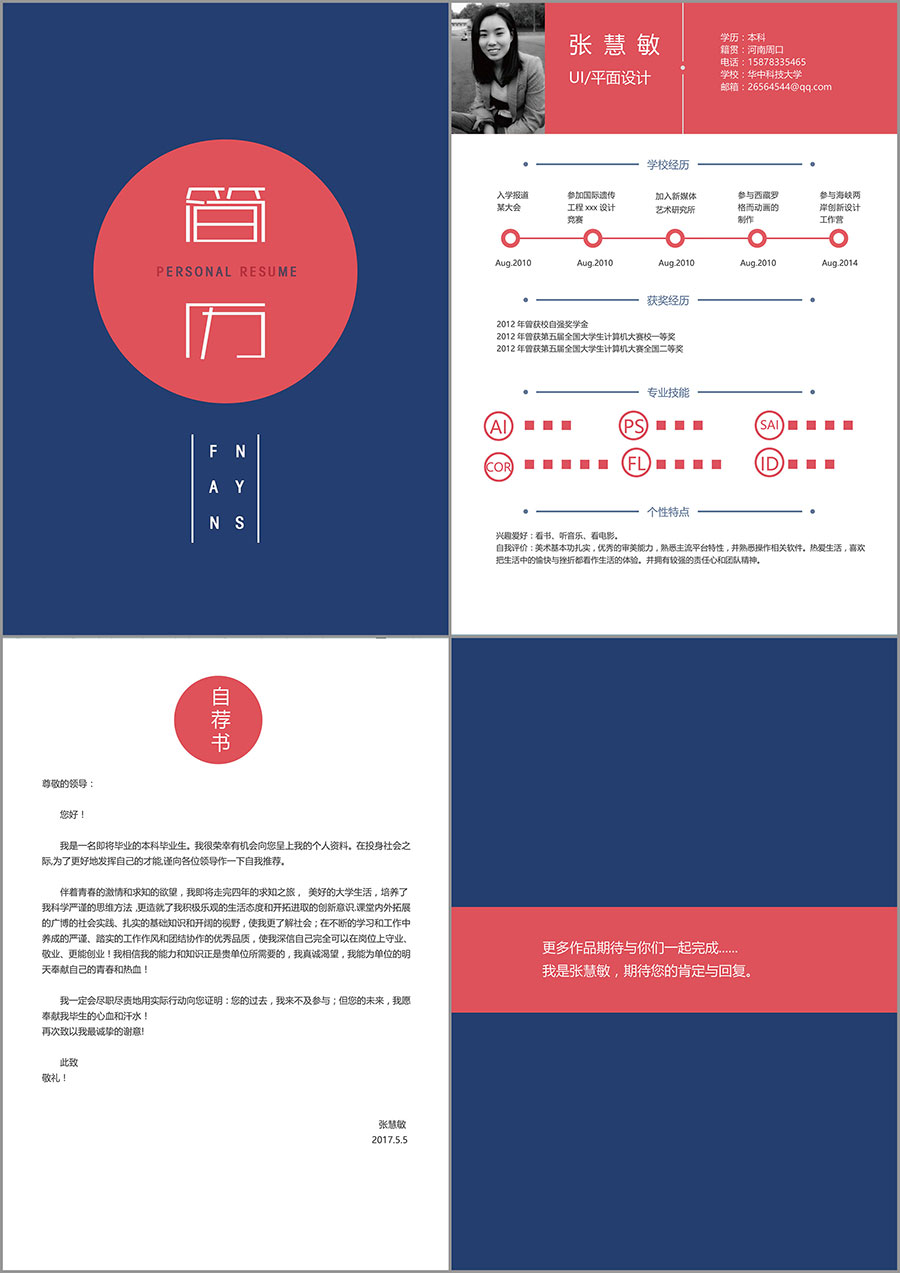 简
PERSONAL RESUME
历
F N
A Y
N S
张慧敏
UI/平面设计
学历：本科
籍贯：河南周口
电话：15878335465
学校：华中科技大学
邮箱：26564544@qq.com
学校经历
入学报道
某大会
参加国际遗传
工程 xxx 设计
竞赛
加入新媒体
艺术研究所
参与西藏罗
格而动画的
制作
参与海峡两
岸创新设计
工作营
Aug.2010
Aug.2010
Aug.2010
Aug.2010
Aug.2014
获奖经历
2012 年曾获校自强奖学金
2012 年曾获第五届全国大学生计算机大赛校一等奖
2012 年曾获第五届全国大学生计算机大赛全国二等奖
专业技能
AI
PS
SAI
COR
FL
ID
个性特点
兴趣爱好：看书、听音乐、看电影。
自我评价：美术基本功扎实，优秀的审美能力，熟悉主流平台特性，并熟悉操作相关软件。热爱生活，喜欢
把生活中的愉快与挫折都看作生活的体验。并拥有较强的责任心和团队精神。
自
荐
书
尊敬的领导：
您好！
我是一名即将毕业的本科毕业生。我很荣幸有机会向您呈上我的个人资料。在投身社会之
际,为了更好地发挥自己的才能,谨向各位领导作一下自我推荐。
伴着青春的激情和求知的欲望，我即将走完四年的求知之旅， 美好的大学生活，培养了
我科学严谨的思维方法 ,更造就了我积极乐观的生活态度和开拓进取的创新意识.课堂内外拓展
的广博的社会实践、扎实的基础知识和开阔的视野，使我更了解社会；在不断的学习和工作中
养成的严谨、踏实的工作作风和团结协作的优秀品质，使我深信自己完全可以在岗位上守业、
敬业、更能创业！我相信我的能力和知识正是贵单位所需要的，我真诚渴望，我能为单位的明
天奉献自己的青春和热血！
我一定会尽职尽责地用实际行动向您证明：您的过去，我来不及参与；但您的未来，我愿
奉献我毕生的心血和汗水！
再次致以我最诚挚的谢意!
此致
敬礼！
张慧敏
2017.5.5
更多作品期待与你们一起完成......
我是张慧敏，期待您的肯定与回复。